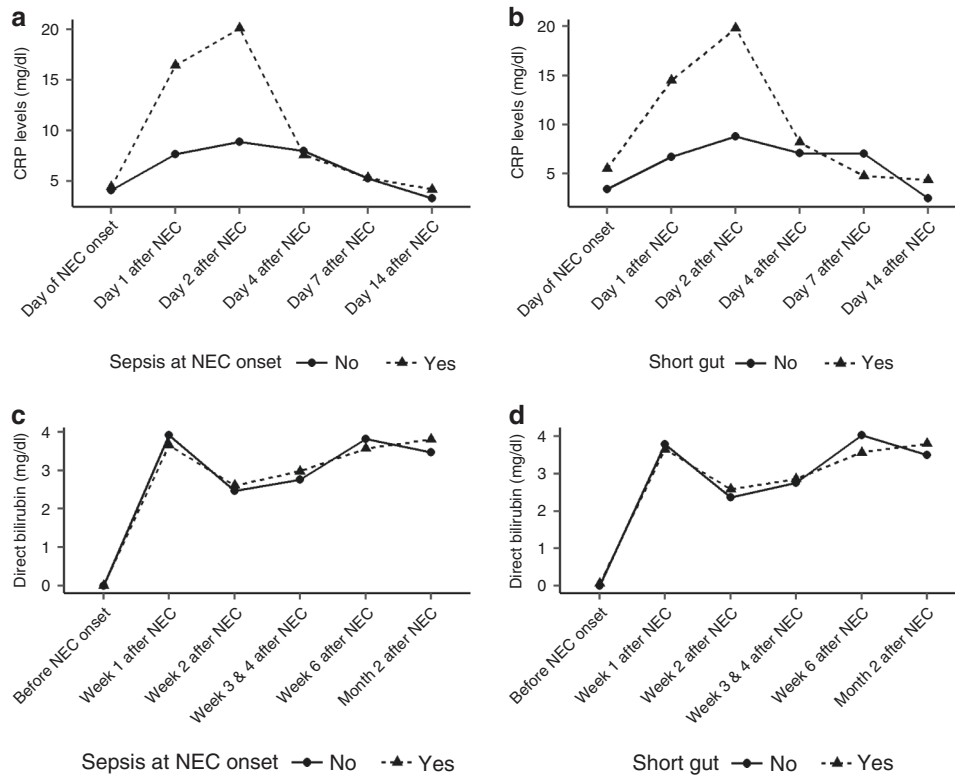 a
CRP levels (mg/dl)
20
15
10
5
Day of NEC onset
Day 1 after NEC
Day 2 after NEC
Day 4 after NEC
Day 7 after NEC
Day 14 after NEC
Sepsis at NEC onset No Yes
b
CRP levels (mg/dl)
20
15
10
5
Day of NEC onset
Day 1 after NEC
Day 2 after NEC
Day 4 after NEC
Day 7 after NEC
Day 14 after NEC
Short gut No Yes
c
Direct bilirubin (mg/dl)
4
3
2
1
0
Before NEC onset
Week 1 after NEC
Week 2 after NEC
Week 3 & 4 after NEC
Week 6 after NEC
Month 2 after NEC
Sepsis at NEC onset No Yes
d
Direct bilirubin (mg/dl)
4
3
2
1
0
Before NEC onset
Week 1 after NEC
Week 2 after NEC
Week 3 & 4 after NEC
Week 6 after NEC
Month 2 after NEC
Short gut No Yes